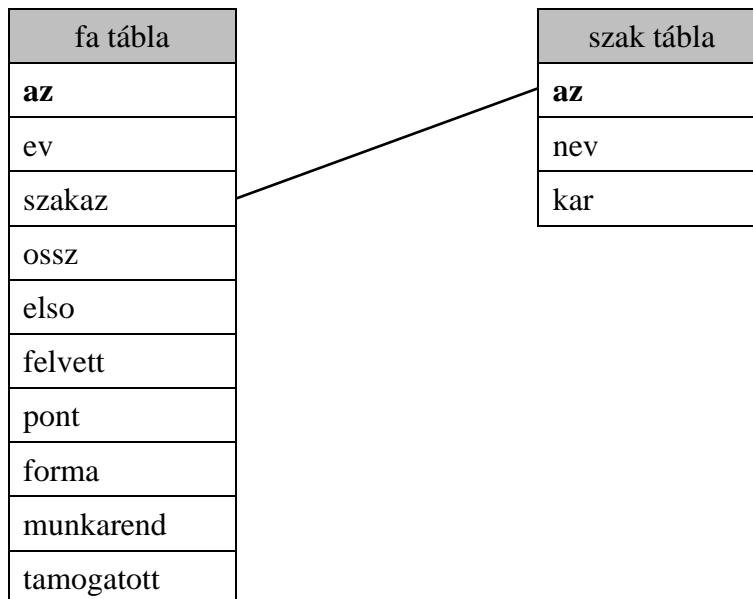 fa tábla
az
ev
szakaz
ossz
elso
felvett
pont
forma
munkarend
tamogatott
szak tábla
az
nev
kar